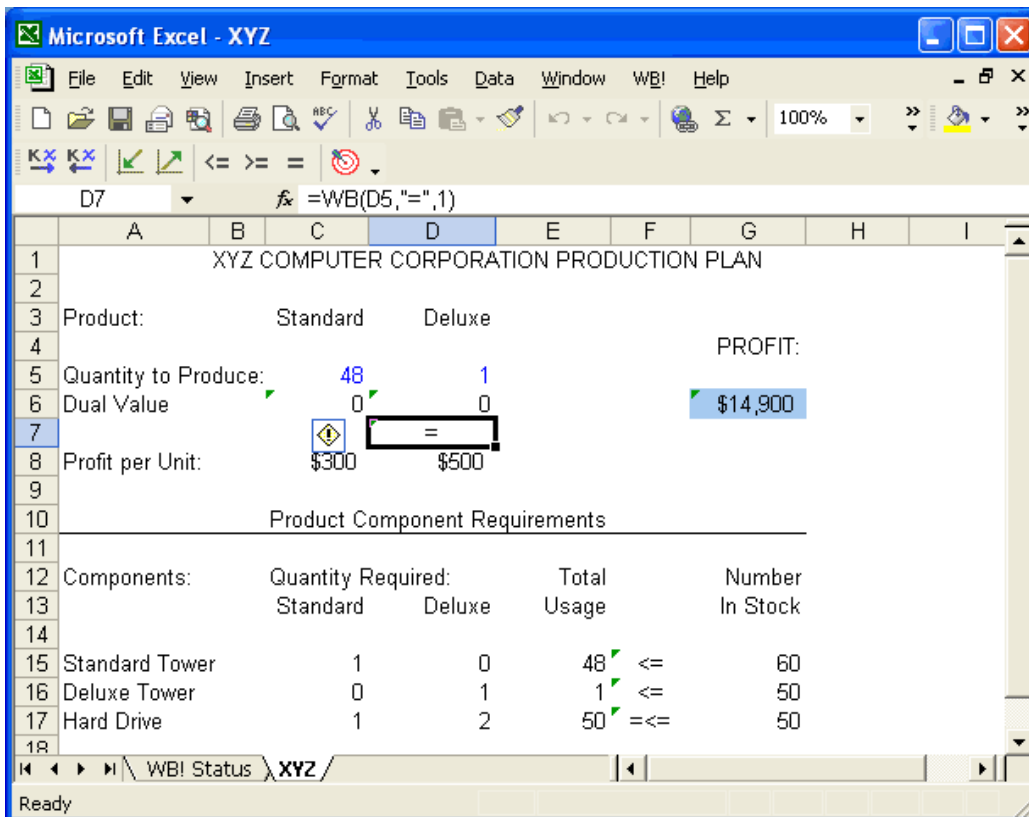 Microsoft Excel - XYZ
File Edit View Insert Format Tools Data Window WB! Help
ABC Σ 100% »
<= >= =
D7 fx =WB(D5,"=",1)
A B C D E F G H I
1 XYZ COMPUTER CORPORATION PRODUCTION PLAN
2
3 Product: Standard Deluxe
4 PROFIT:
5 Quantity to Produce: 48 1
6 Dual Value 0 0 $14,900
7 =
8 Profit per Unit: $300 $500
9
10 Product Component Requirements
11
12 Components: Quantity Required: Total Number
13 Standard Deluxe Usage In Stock
14
15 Standard Tower 1 0 48 <= 60
16 Deluxe Tower 0 1 1 <= 50
17 Hard Drive 1 2 50 =<= 50
18
WB! Status XYZ
Ready